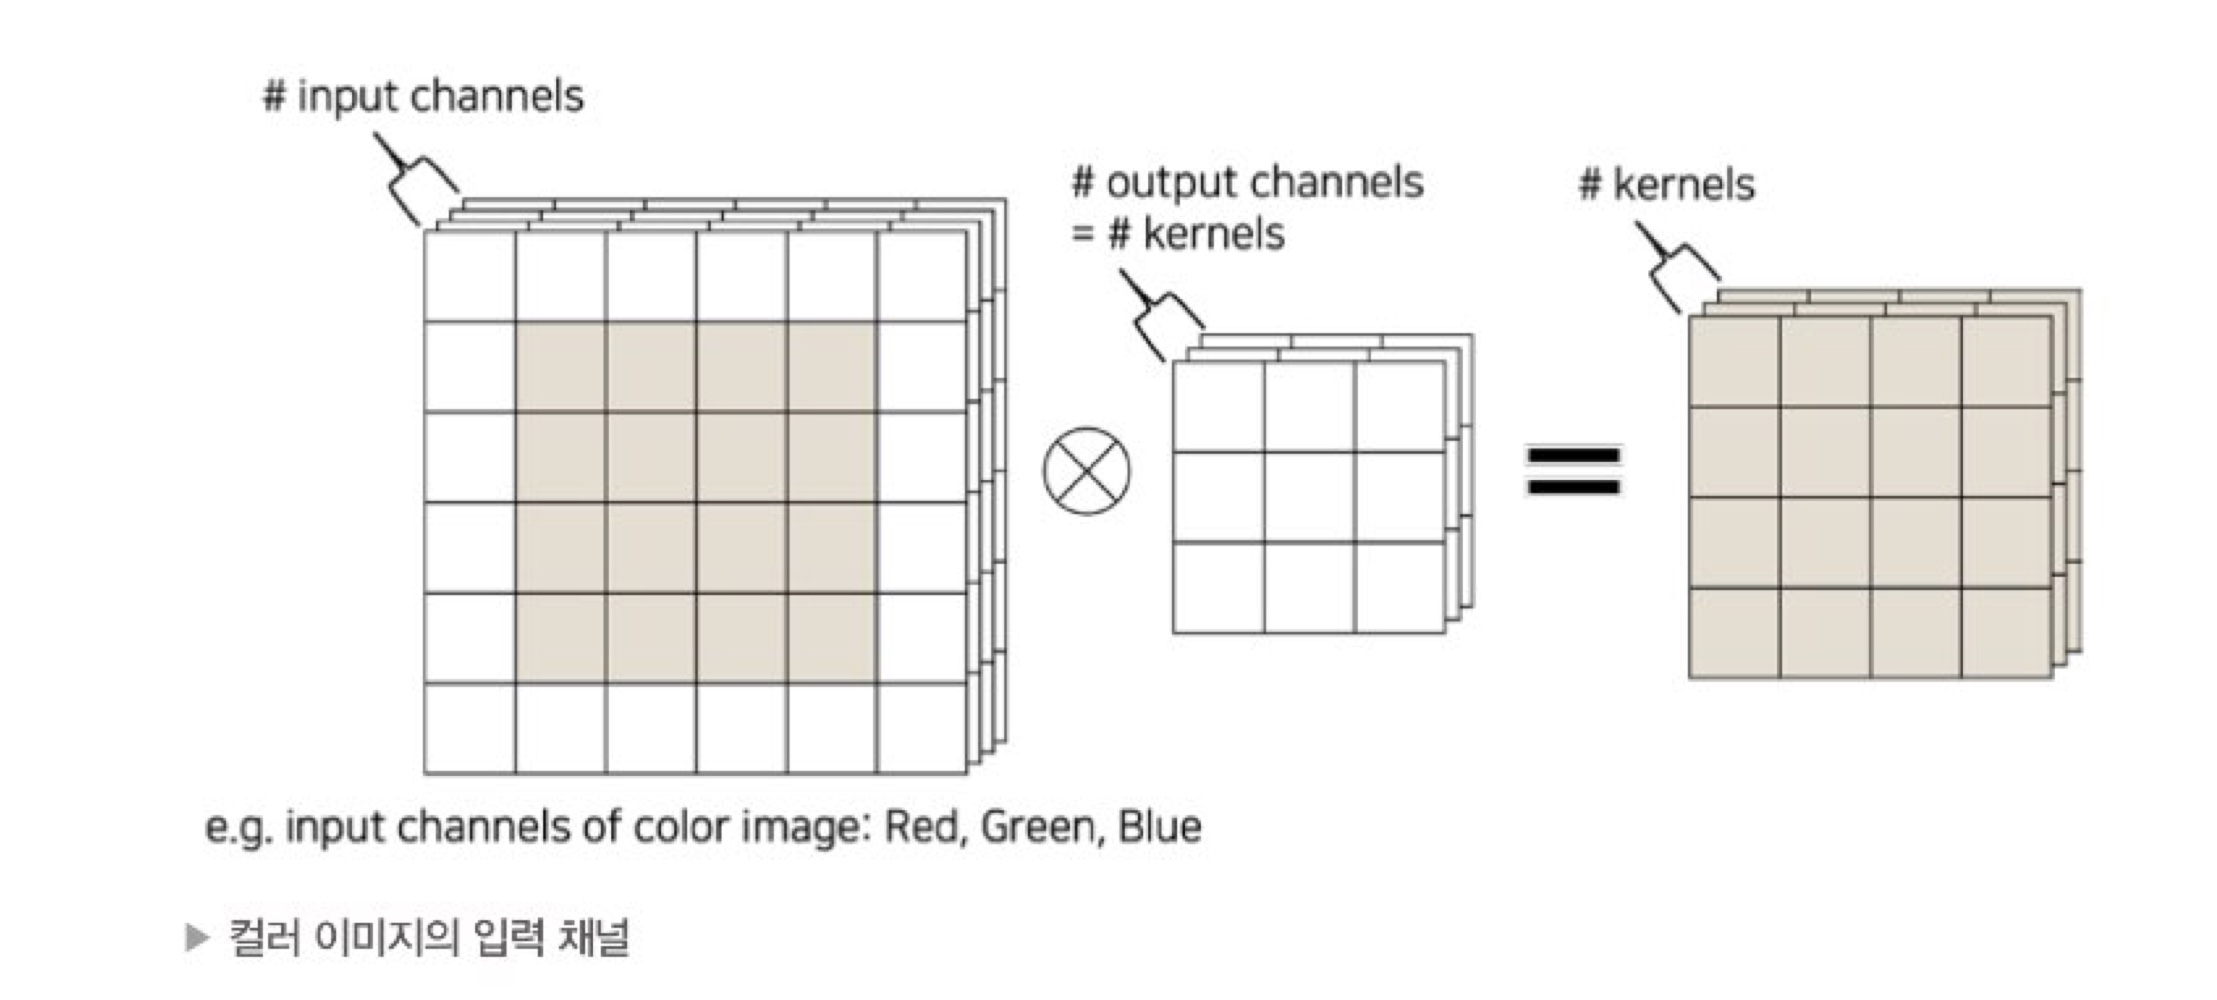 # input channels
# output channels
= # kernels
# kernels
e.g. input channels of color image: Red, Green, Blue
▶ 컬러 이미지의 입력 채널